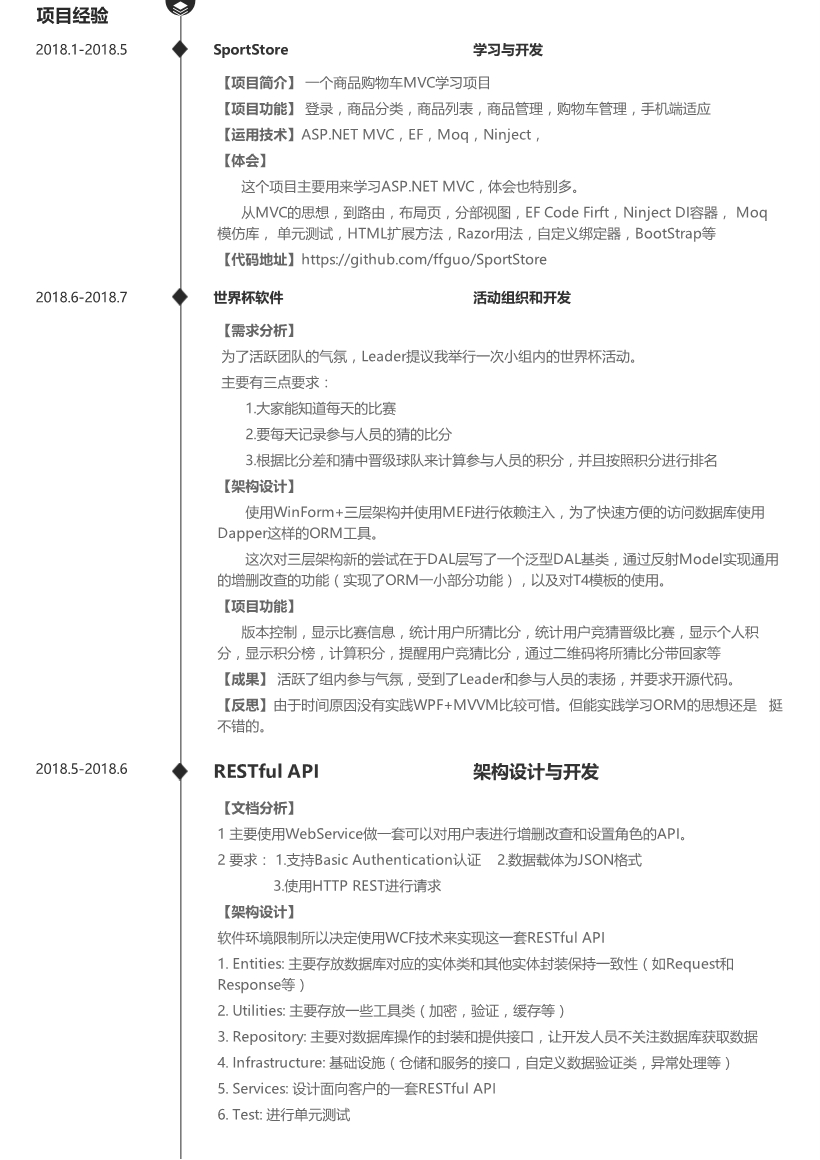 项目经验
2018.1-2018.5 SportStore 学习与开发
【项目简介】 一个商品购物车MVC学习项目
【项目功能】 登录，商品分类，商品列表，商品管理，购物车管理，手机端适应
【运用技术】ASP.NET MVC，EF，Moq，Ninject，
【体会】
这个项目主要用来学习ASP.NET MVC，体会也特别多。
从MVC的思想，到路由，布局页，分部视图，EF Code Firft，Ninject DI容器， Moq
模仿库， 单元测试，HTML扩展方法，Razor用法，自定义绑定器，BootStrap等
【代码地址】https://github.com/ffguo/SportStore
2018.6-2018.7 世界杯软件 活动组织和开发
【需求分析】
为了活跃团队的气氛，Leader提议我举行一次小组内的世界杯活动。
主要有三点要求：
1.大家能知道每天的比赛
2.要每天记录参与人员的猜的比分
3.根据比分差和猜中晋级球队来计算参与人员的积分，并且按照积分进行排名
【架构设计】
使用WinForm+三层架构并使用MEF进行依赖注入，为了快速方便的访问数据库使用
Dapper这样的ORM工具。
这次对三层架构新的尝试在于DAL层写了一个泛型DAL基类，通过反射Model实现通用
的增删改查的功能（实现了ORM一小部分功能），以及对T4模板的使用。
【项目功能】
版本控制，显示比赛信息，统计用户所猜比分，统计用户竞猜晋级比赛，显示个人积
分，显示积分榜，计算积分，提醒用户竞猜比分，通过二维码将所猜比分带回家等
【成果】 活跃了组内参与气氛，受到了Leader和参与人员的表扬，并要求开源代码。
【反思】由于时间原因没有实践WPF+MVVM比较可惜。但能实践学习ORM的思想还是 挺
不错的。
2018.5-2018.6 RESTful API 架构设计与开发
【文档分析】
1 主要使用WebService做一套可以对用户表进行增删改查和设置角色的API。
2 要求： 1.支持Basic Authentication认证 2.数据载体为JSON格式
3.使用HTTP REST进行请求
【架构设计】
软件环境限制所以决定使用WCF技术来实现这一套RESTful API
1. Entities: 主要存放数据库对应的实体类和其他实体封装保持一致性（如Request和
Response等）
2. Utilities: 主要存放一些工具类（加密，验证，缓存等）
3. Repository: 主要对数据库操作的封装和提供接口，让开发人员不关注数据库获取数据
4. Infrastructure: 基础设施（仓储和服务的接口，自定义数据验证类，异常处理等）
5. Services: 设计面向客户的一套RESTful API
6. Test: 进行单元测试